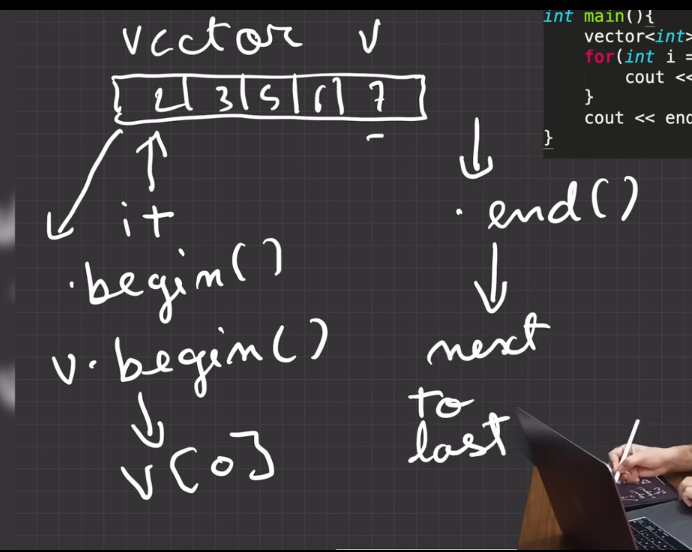 vector v
2 3 5 6 7
it
.begin()
v.begin()
v[0]
.end()
next
to
last
int main(){
vector<int>
for(int i =
cout <<
}
cout << end
}